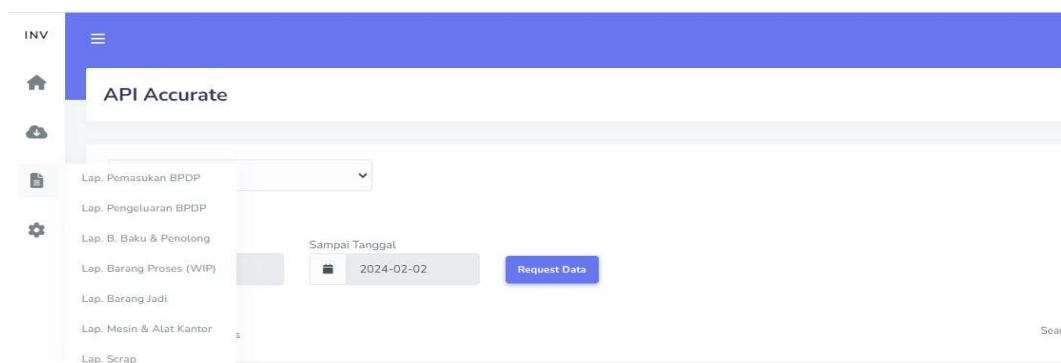 INV
API Accurate
Lap. Pemasukan BPDP
Lap. Pengeluaran BPDP
Lap. B. Baku & Penolong
Sampai Tanggal
Lap. Barang Proses (WIP)
2024-02-02
Request Data
Lap. Barang Jadi
Lap. Mesin & Alat Kantor
Lap. Scrap